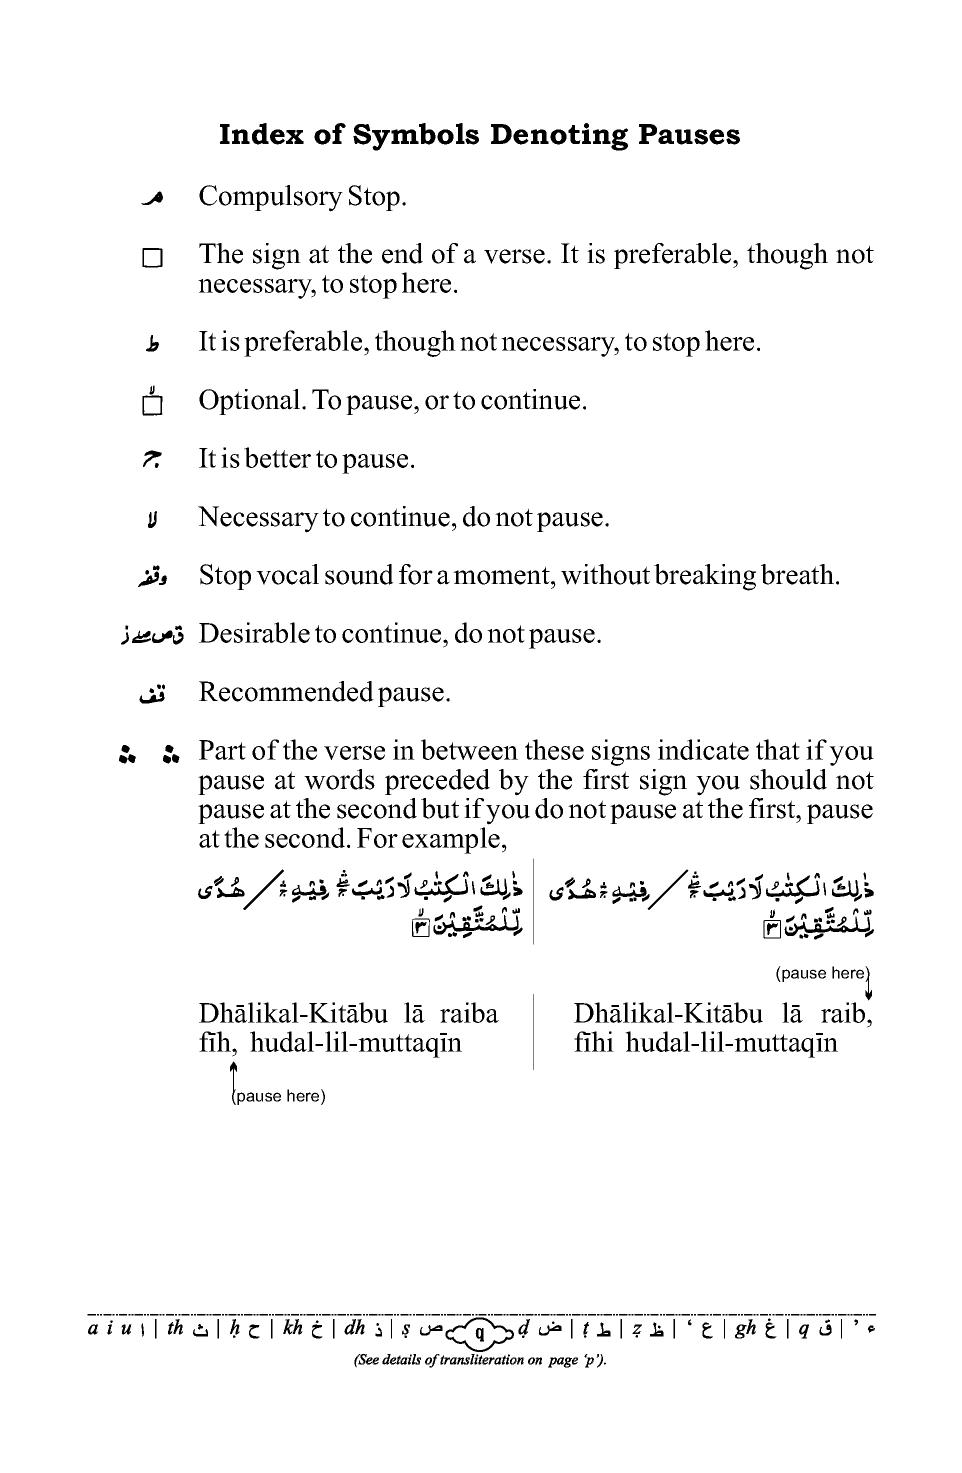 Index of Symbols Denoting Pauses
م Compulsory Stop.
□ The sign at the end of a verse. It is preferable, though not
necessary, to stop here.
ط It is preferable, though not necessary, to stop here.
Optional. To pause, or to continue.
ج It is better to pause.
لا Necessary to continue, do not pause.
وقفہ Stop vocal sound for a moment, without breaking breath.
ق ص صلے ز Desirable to continue, do not pause.
قف Recommended pause.
∴ ∴ Part of the verse in between these signs indicate that if you
pause at words preceded by the first sign you should not
pause at the second but if you do not pause at the first, pause
at the second. For example,
ذٰلِكَ الْكِتٰبُ لَا رَيْبَ ۛۚ فِيْهِ ۛۚ / هُدًى
لِّلْمُتَّقِيْنَ ۙ﴿۳﴾
ذٰلِكَ الْكِتٰبُ لَا رَيْبَ ۛۚ / فِيْهِ ۛۚ هُدًى
لِّلْمُتَّقِيْنَ ۙ﴿۳﴾
(pause here)
Dhālikal-Kitābu lā raiba
fīh, hudal-lil-muttaqīn
(pause here)
Dhālikal-Kitābu lā raib,
fīhi hudal-lil-muttaqīn
a i u ا | th ث | ḥ ح | kh خ | dh ذ | ṣ ص q ḍ ض | ṭ ط | ẓ ظ | ‘ ع | gh غ | q ق | ’ ء
(See details of transliteration on page ‘p’).